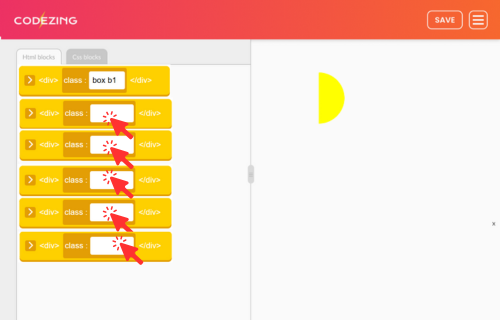 CODEZING
SAVE
Html blocks
Css blocks
<div> class : box b1 </div>
<div> class : </div>
<div> class : </div>
<div> class : </div>
<div> class : </div>
<div> class : </div>
x